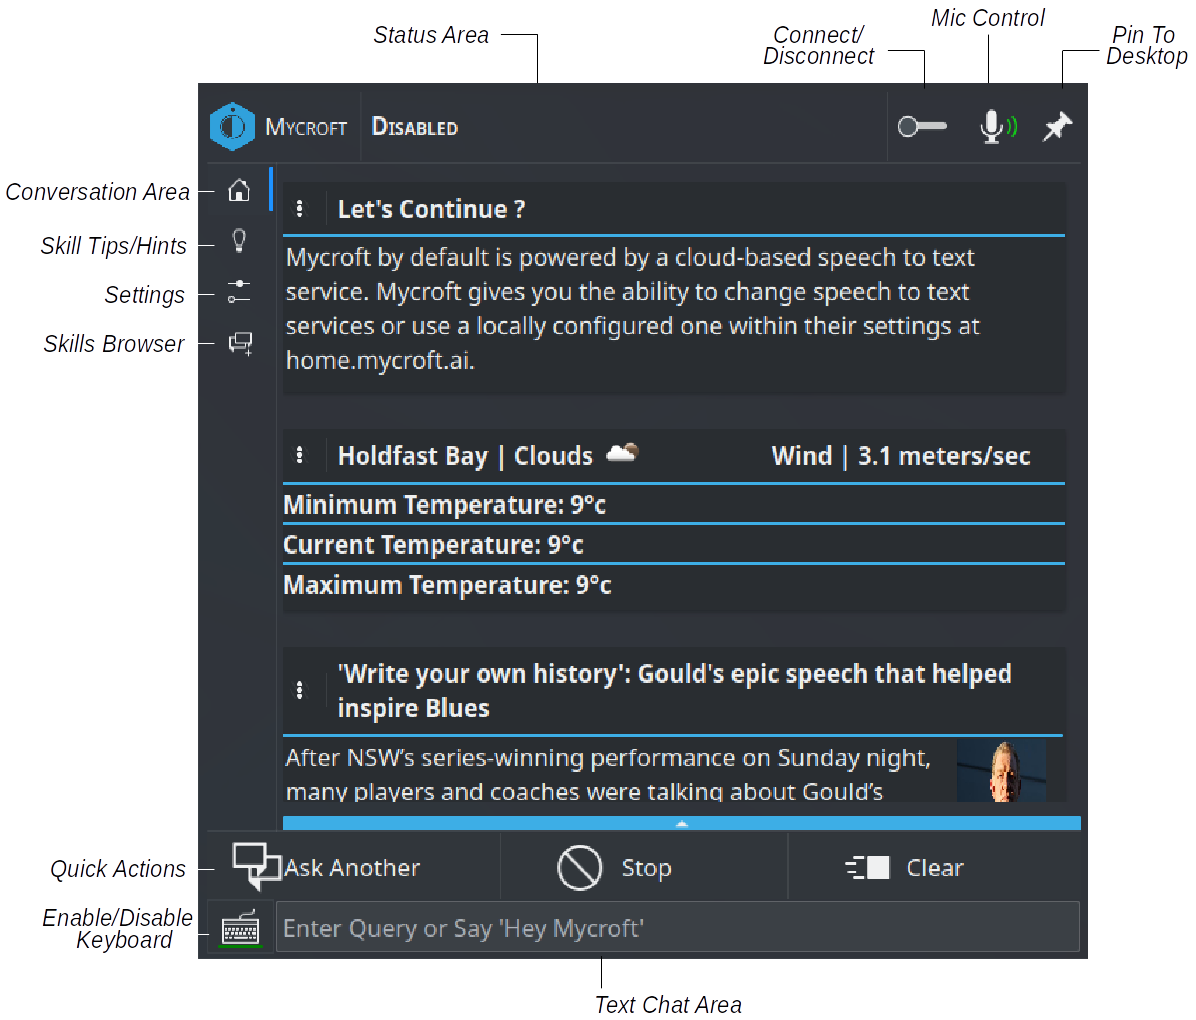 Status Area
Connect/
Disconnect
Mic Control
Pin To
Desktop
Mycroft
Disabled
Conversation Area
Skill Tips/Hints
Settings
Skills Browser
Let's Continue ?
Mycroft by default is powered by a cloud-based speech to text
service. Mycroft gives you the ability to change speech to text
services or use a locally configured one within their settings at
home.mycroft.ai.
Holdfast Bay | Clouds
Wind | 3.1 meters/sec
Minimum Temperature: 9°c
Current Temperature: 9°c
Maximum Temperature: 9°c
'Write your own history': Gould's epic speech that helped
inspire Blues
After NSW’s series-winning performance on Sunday night,
many players and coaches were talking about Gould’s
Quick Actions
Ask Another
Stop
Clear
Enable/Disable
Keyboard
Enter Query or Say 'Hey Mycroft'
Text Chat Area